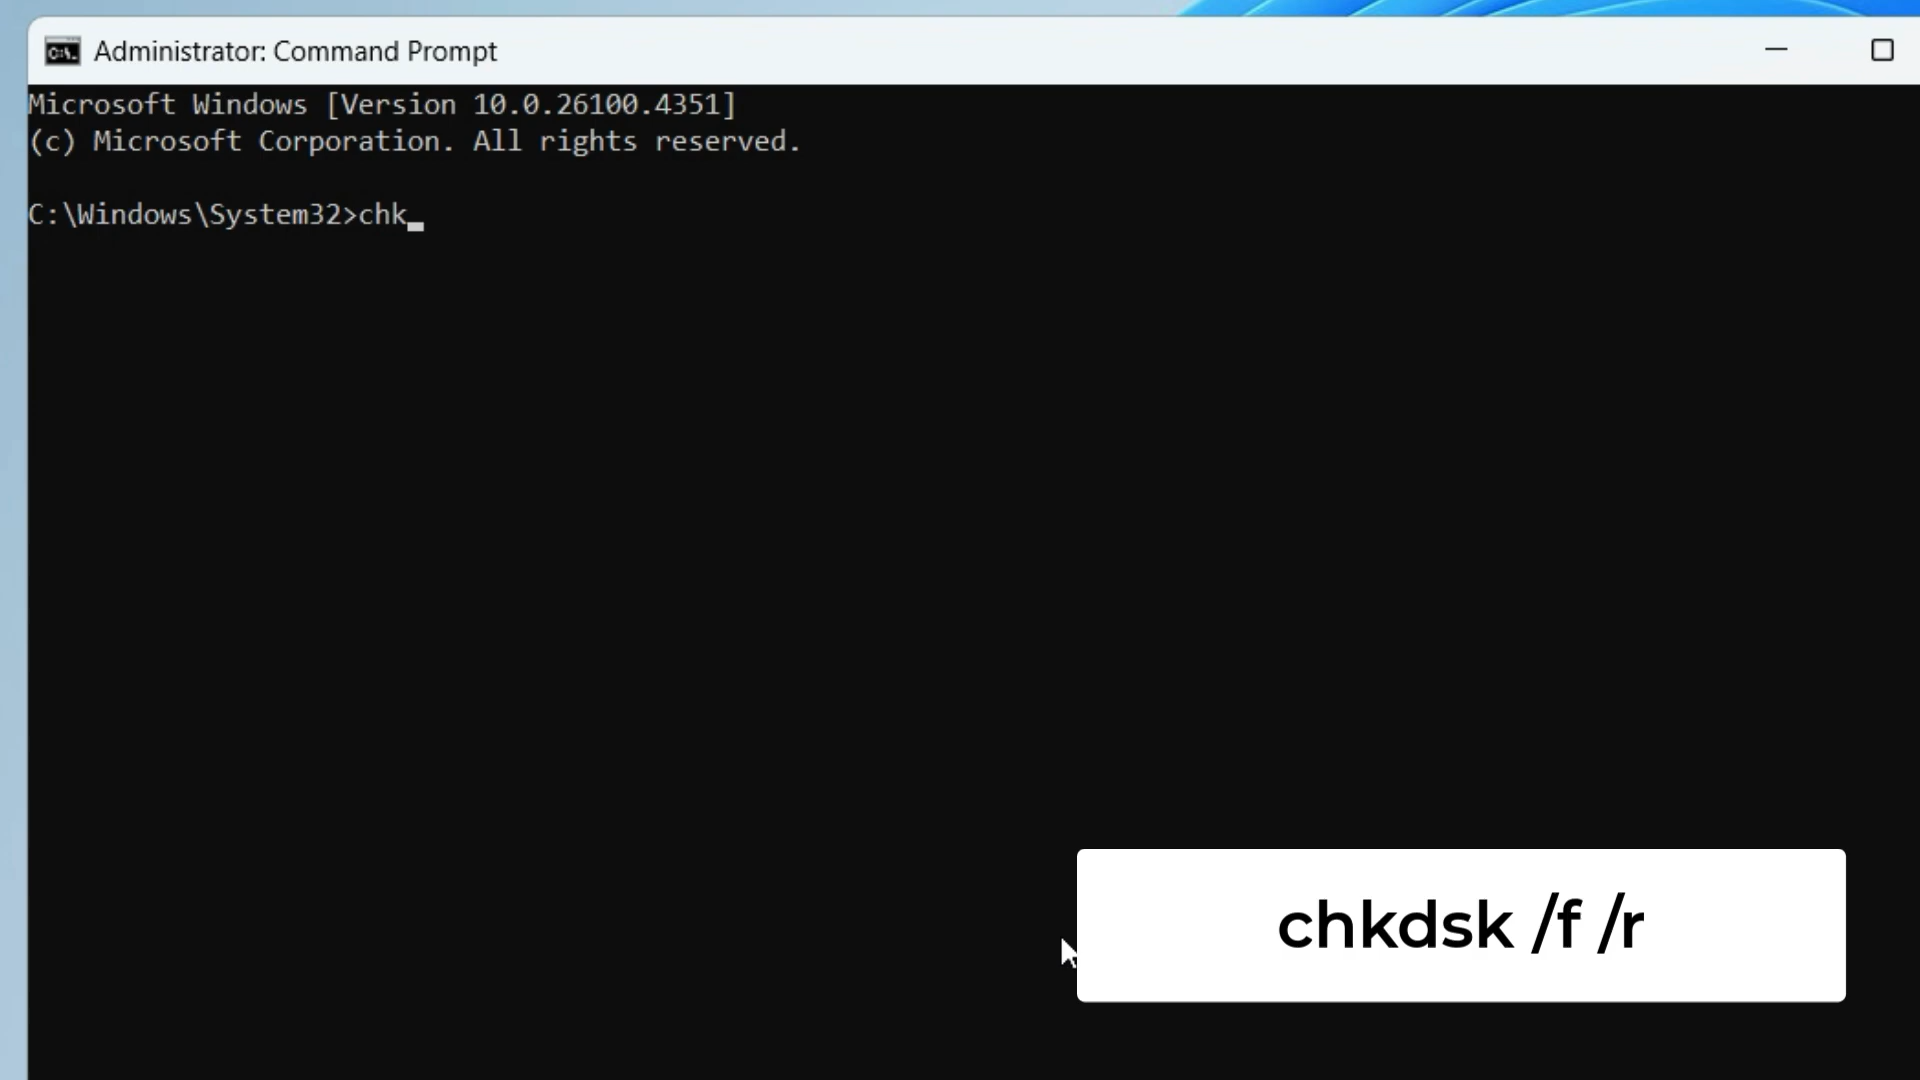 Administrator: Command Prompt
Microsoft Windows [Version 10.0.26100.4351]
(c) Microsoft Corporation. All rights reserved.
C:\Windows\System32>chk
chkdsk /f /r